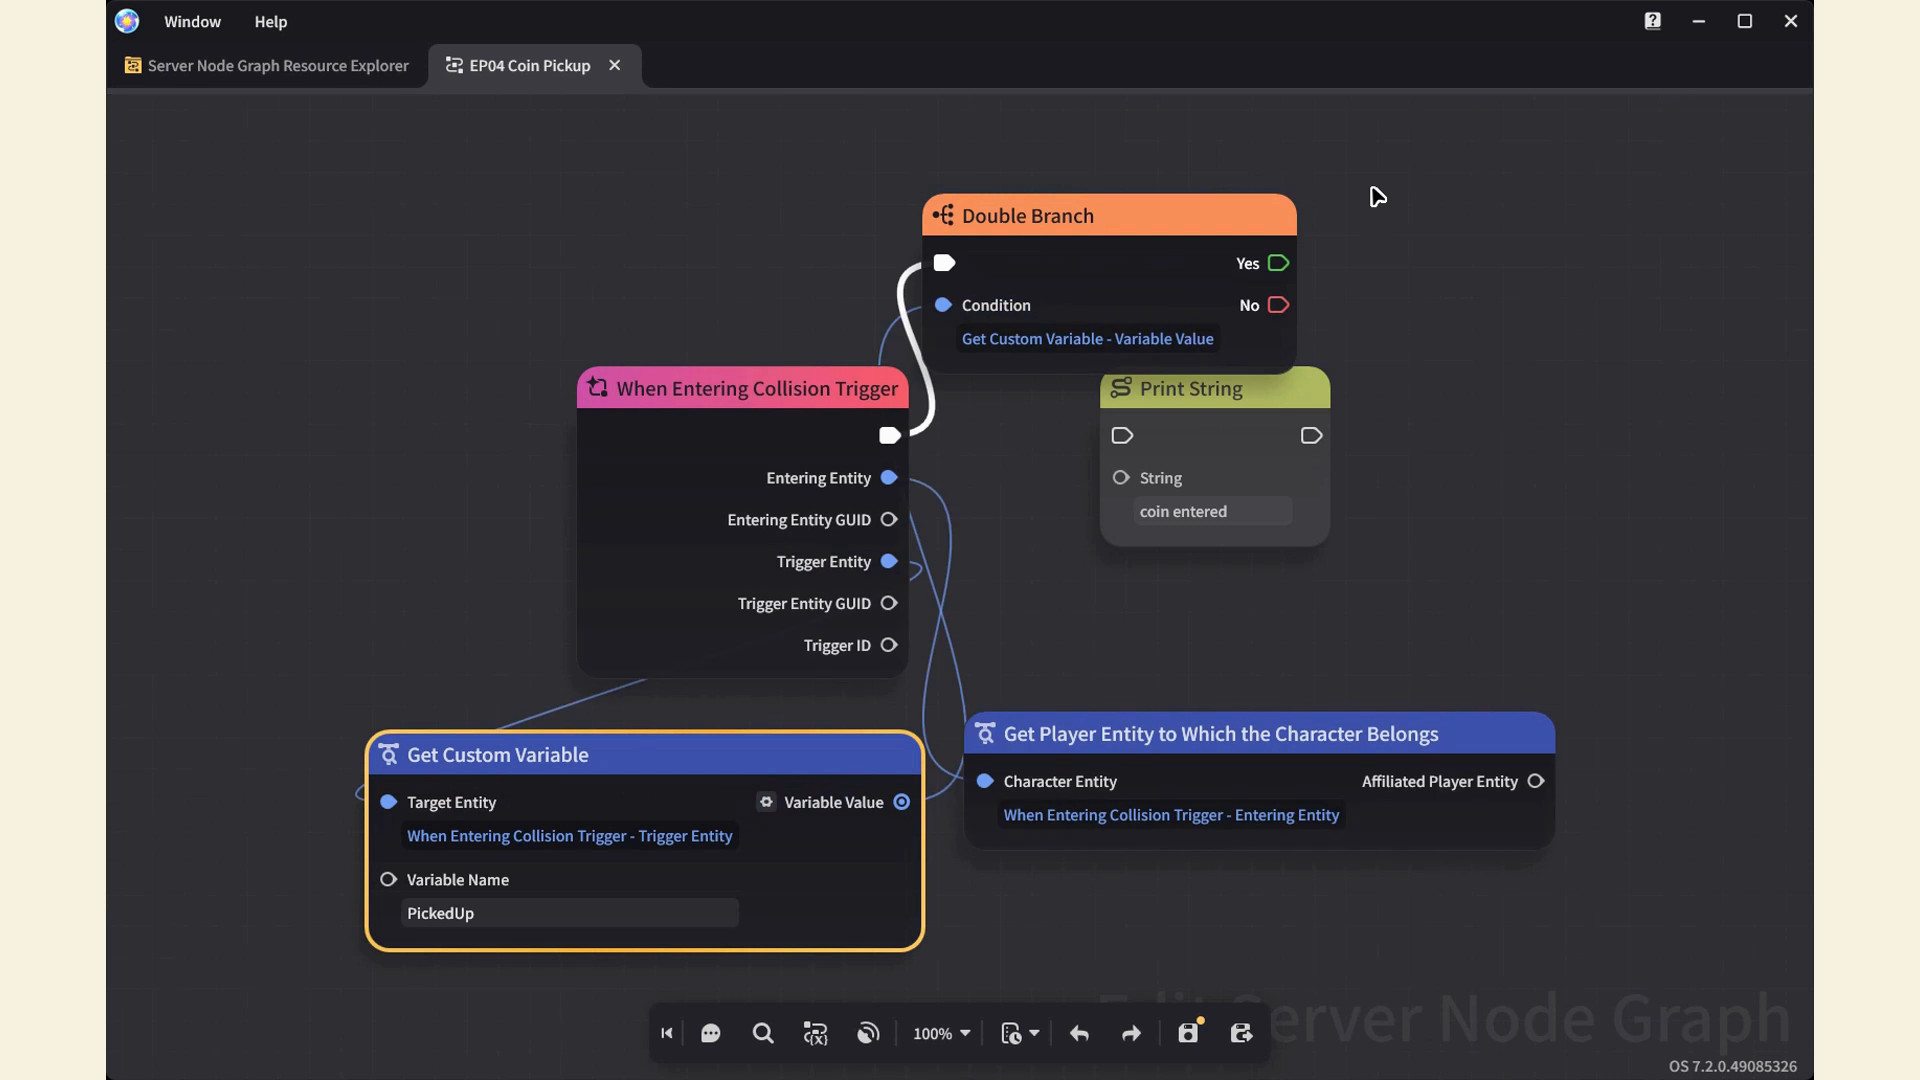 Window
Help
Server Node Graph Resource Explorer
EP04 Coin Pickup
Double Branch
Yes
Condition
No
Get Custom Variable - Variable Value
When Entering Collision Trigger
Entering Entity
Entering Entity GUID
Trigger Entity
Trigger Entity GUID
Trigger ID
Print String
String
coin entered
Get Custom Variable
Target Entity
Variable Value
When Entering Collision Trigger - Trigger Entity
Variable Name
PickedUp
Get Player Entity to Which the Character Belongs
Character Entity
Affiliated Player Entity
When Entering Collision Trigger - Entering Entity
100%
Edit Server Node Graph
OS 7.2.0.49085326